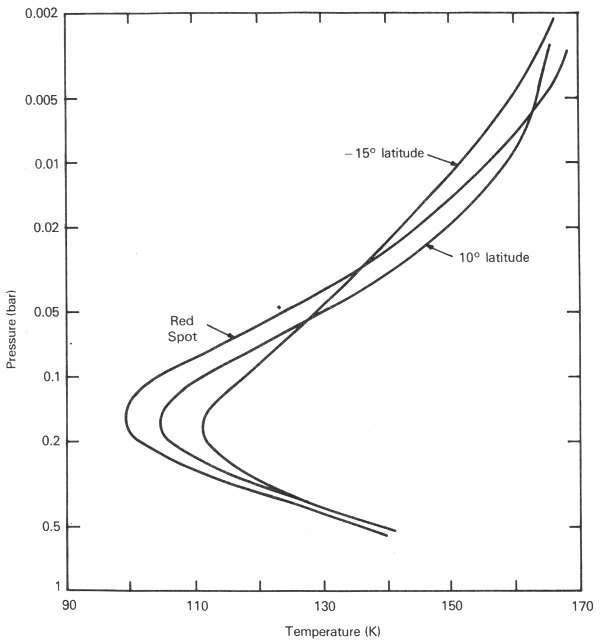 0.002
0.005
0.01
0.02
0.05
0.1
0.2
0.5
1
Pressure (bar)
−15° latitude
10° latitude
Red
Spot
90
110
130
150
170
Temperature (K)